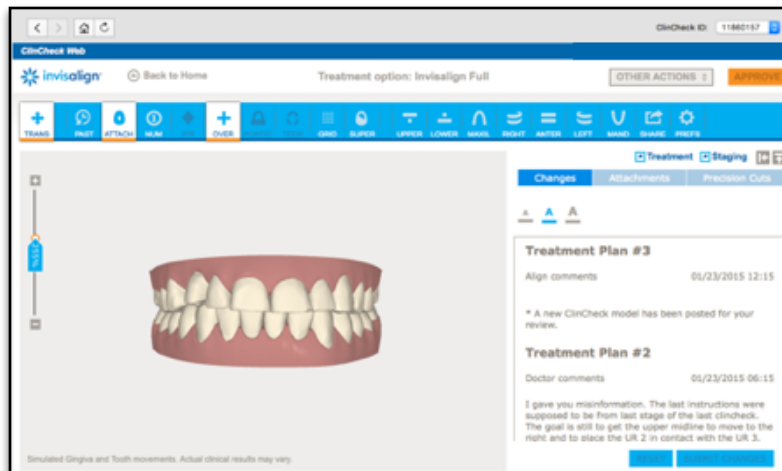 ClinCheck ID: 11860157
ClinCheck Web
invisalign
Back to Home
Treatment option: Invisalign Full
OTHER ACTIONS
APPROVE
TRANS PAST ATTACH NUM OVER GRID SUPER UPPER LOWER MAXIL RIGHT ANTER LEFT MAND SHARE PREFS
Treatment Staging
Changes Attachments Precision Cuts
A A A
Treatment Plan #3
Align comments 01/23/2015 12:15
* A new ClinCheck model has been posted for your
review.
Treatment Plan #2
Doctor comments 01/23/2015 06:15
I gave you misinformation. The last instructions were
supposed to be from last stage of the last clincheck.
The goal is still to get the upper midline to move to the
right and to place the UR 2 in contact with the UR 3.
Simulated Gingiva and Tooth movements. Actual clinical results may vary.
RESET SUBMIT CHANGES